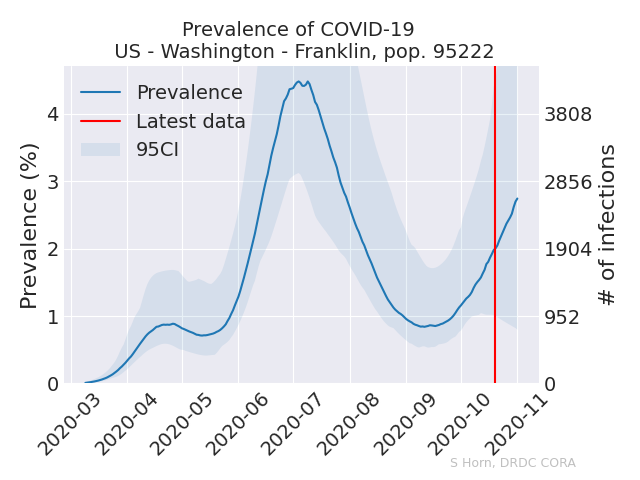 Prevalence of COVID-19
US - Washington - Franklin, pop. 95222
Prevalence
Latest data
95CI
Prevalence (%)
4
3
2
1
0
3808
2856
1904
952
0
# of infections
2020-03
2020-04
2020-05
2020-06
2020-07
2020-08
2020-09
2020-10
2020-11
S Horn, DRDC CORA